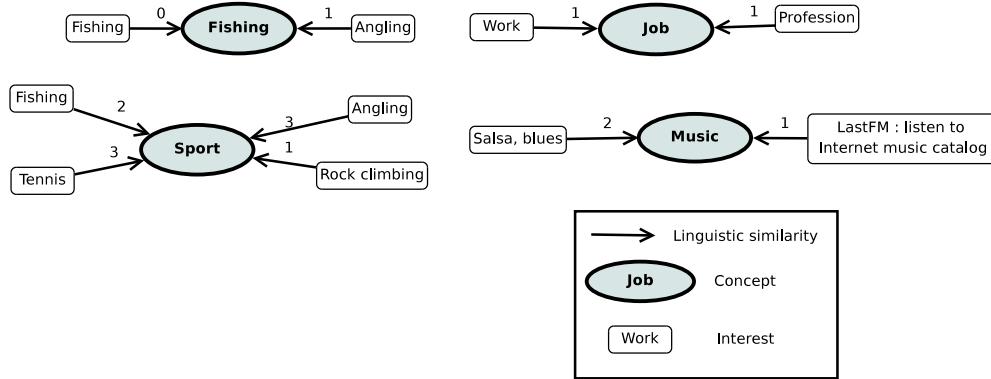 Fishing 0 Fishing 1 Angling
Work 1 Job 1 Profession
Fishing 2
Angling 3
Sport
Tennis 3
Rock climbing 1
Salsa, blues 2 Music 1 LastFM : listen to
Internet music catalog
Linguistic similarity
Job Concept
Work Interest